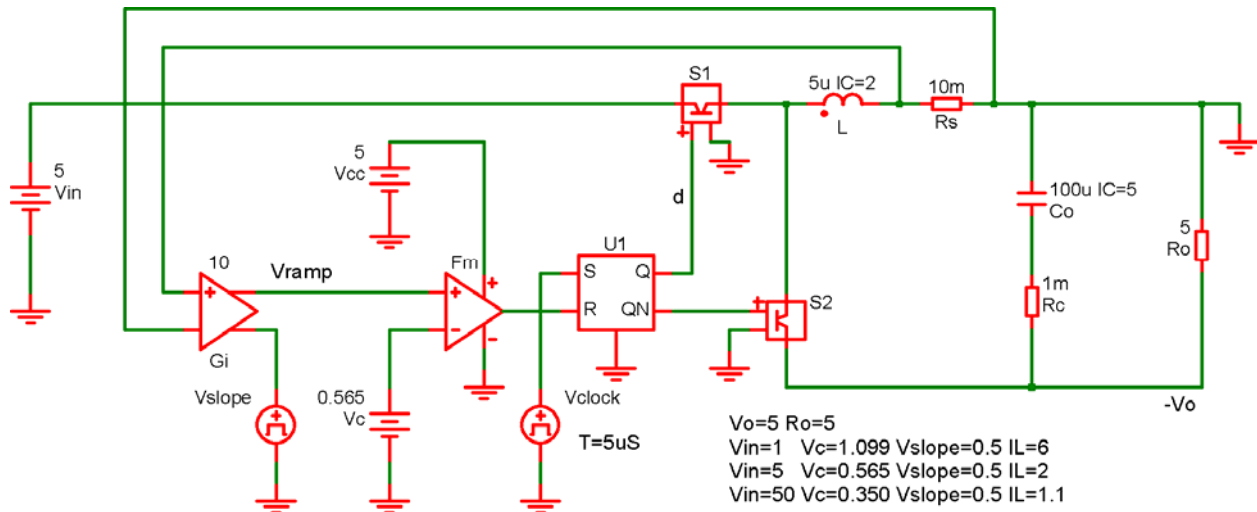 S1
5u IC=2
L
10m
Rs
5
Vin
5
Vcc
d
100u IC=5
Co
5
Ro
1m
Rc
10
+
-
Gi
Vramp
Fm
+
-
+
-
U1
S
Q
R
QN
+
+
S2
Vslope
+
0.565
Vc
Vclock
+
T=5uS
-Vo
Vo=5 Ro=5
Vin=1 Vc=1.099 Vslope=0.5 IL=6
Vin=5 Vc=0.565 Vslope=0.5 IL=2
Vin=50 Vc=0.350 Vslope=0.5 IL=1.1